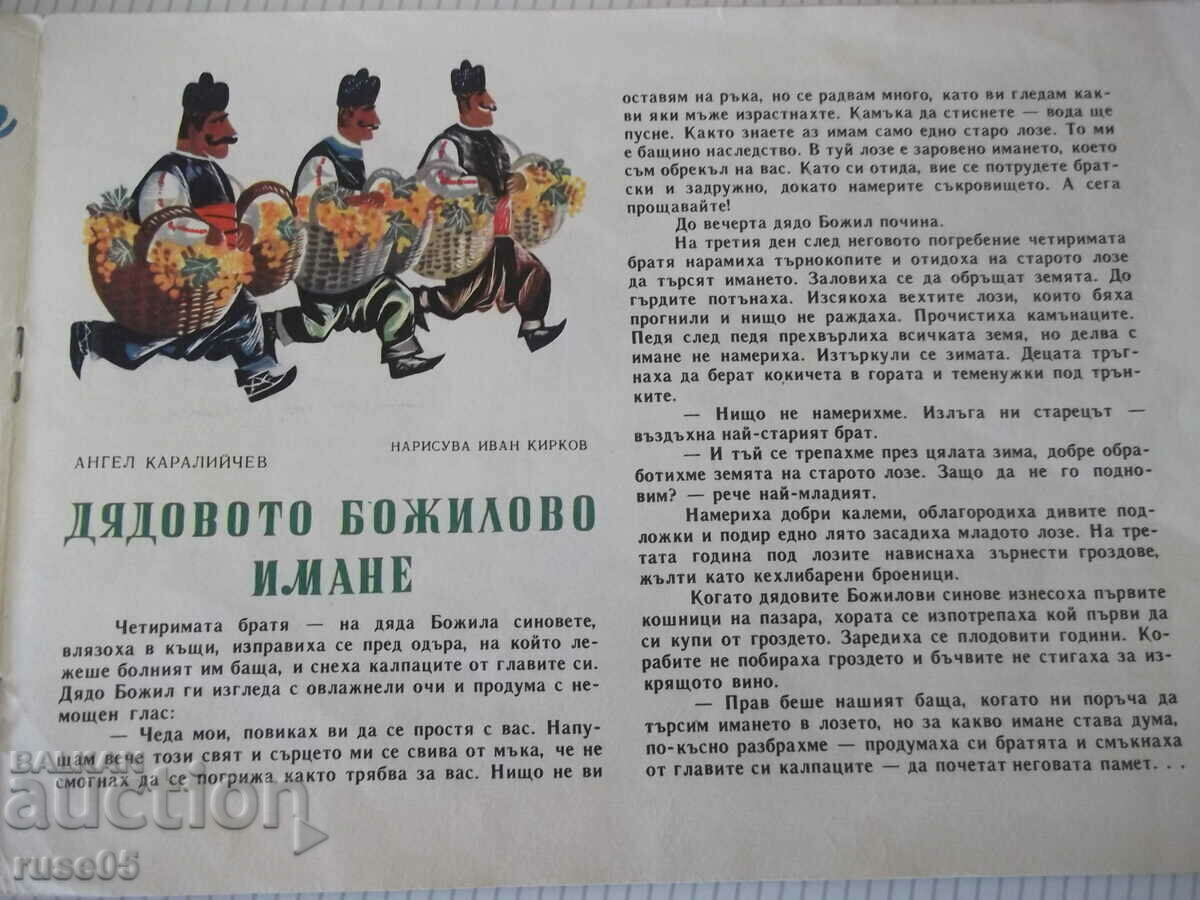 НАРИСУВА ИВАН КИРКОВ
АНГЕЛ КАРАЛИЙЧЕВ
ДЯДОВОТО БОЖИЛОВО
ИМАНЕ
Четиримата братя — на дяда Божила синовете,
влязоха в къщи, изправиха се пред одъра, на който ле-
жеше болният им баща, и снеха калпаците от главите си.
Дядо Божил ги изгледа с овлажнели очи и продума с не-
мощен глас:
— Чеда мои, повиках ви да се простя с вас. Напу-
щам вече този свят и сърцето ми се свива от мъка, че не
смогнах да се погрижа както трябва за вас. Нищо не ви
оставям на ръка, но се радвам много, като ви гледам как-
ви яки мъже израстнахте. Камъка да стиснете — вода ще
пусне. Както знаете аз имам само едно старо лозе. То ми
е бащино наследство. В туй лозе е заровено имането, което
съм обрекъл на вас. Като си отида, вие се потрудете брат-
ски и задружно, докато намерите съкровището. А сега
прощавайте!
До вечерта дядо Божил почина.
На третия ден след неговото погребение четиримата
братя нарамиха търнокопите и отидоха на старото лозе
да търсят имането. Заловиха се да обръщат земята. До
гърдите потънаха. Изсякоха вехтите лози, които бяха
прогнили и нищо не раждаха. Прочистиха камънаците.
Педя след педя прехвърлиха всичката земя, но делва с
имане не намериха. Изтъркули се зимата. Децата тръг-
наха да берат кокичета в гората и теменужки под трън-
ките.
— Нищо не намерихме. Излъга ни старецът —
въздъхна най-старият брат.
— И тъй се трепахме през цялата зима, добре обра-
ботихме земята на старото лозе. Защо да не го подно-
вим? — рече най-младият.
Намериха добри калеми, облагородиха дивите под-
ложки и подир едно лято засадиха младото лозе. На тре-
тата година под лозите нависнаха зърнести гроздове,
жълти като кехлибарени броеници.
Когато дядовите Божилови синове изнесоха първите
кошници на пазара, хората се изпотрепаха кой първи да
си купи от гроздето. Заредиха се плодовити години. Ко-
рабите не побираха гроздето и бъчвите не стигаха за из-
крящото вино.
— Прав беше нашият баща, когато ни поръча да
търсим имането в лозето, но за какво имане става дума,
по-късно разбрахме — продумаха си братята и смъкнаха
от главите си калпаците — да почетат неговата памет. . .
BALKAN
auction
ruse05